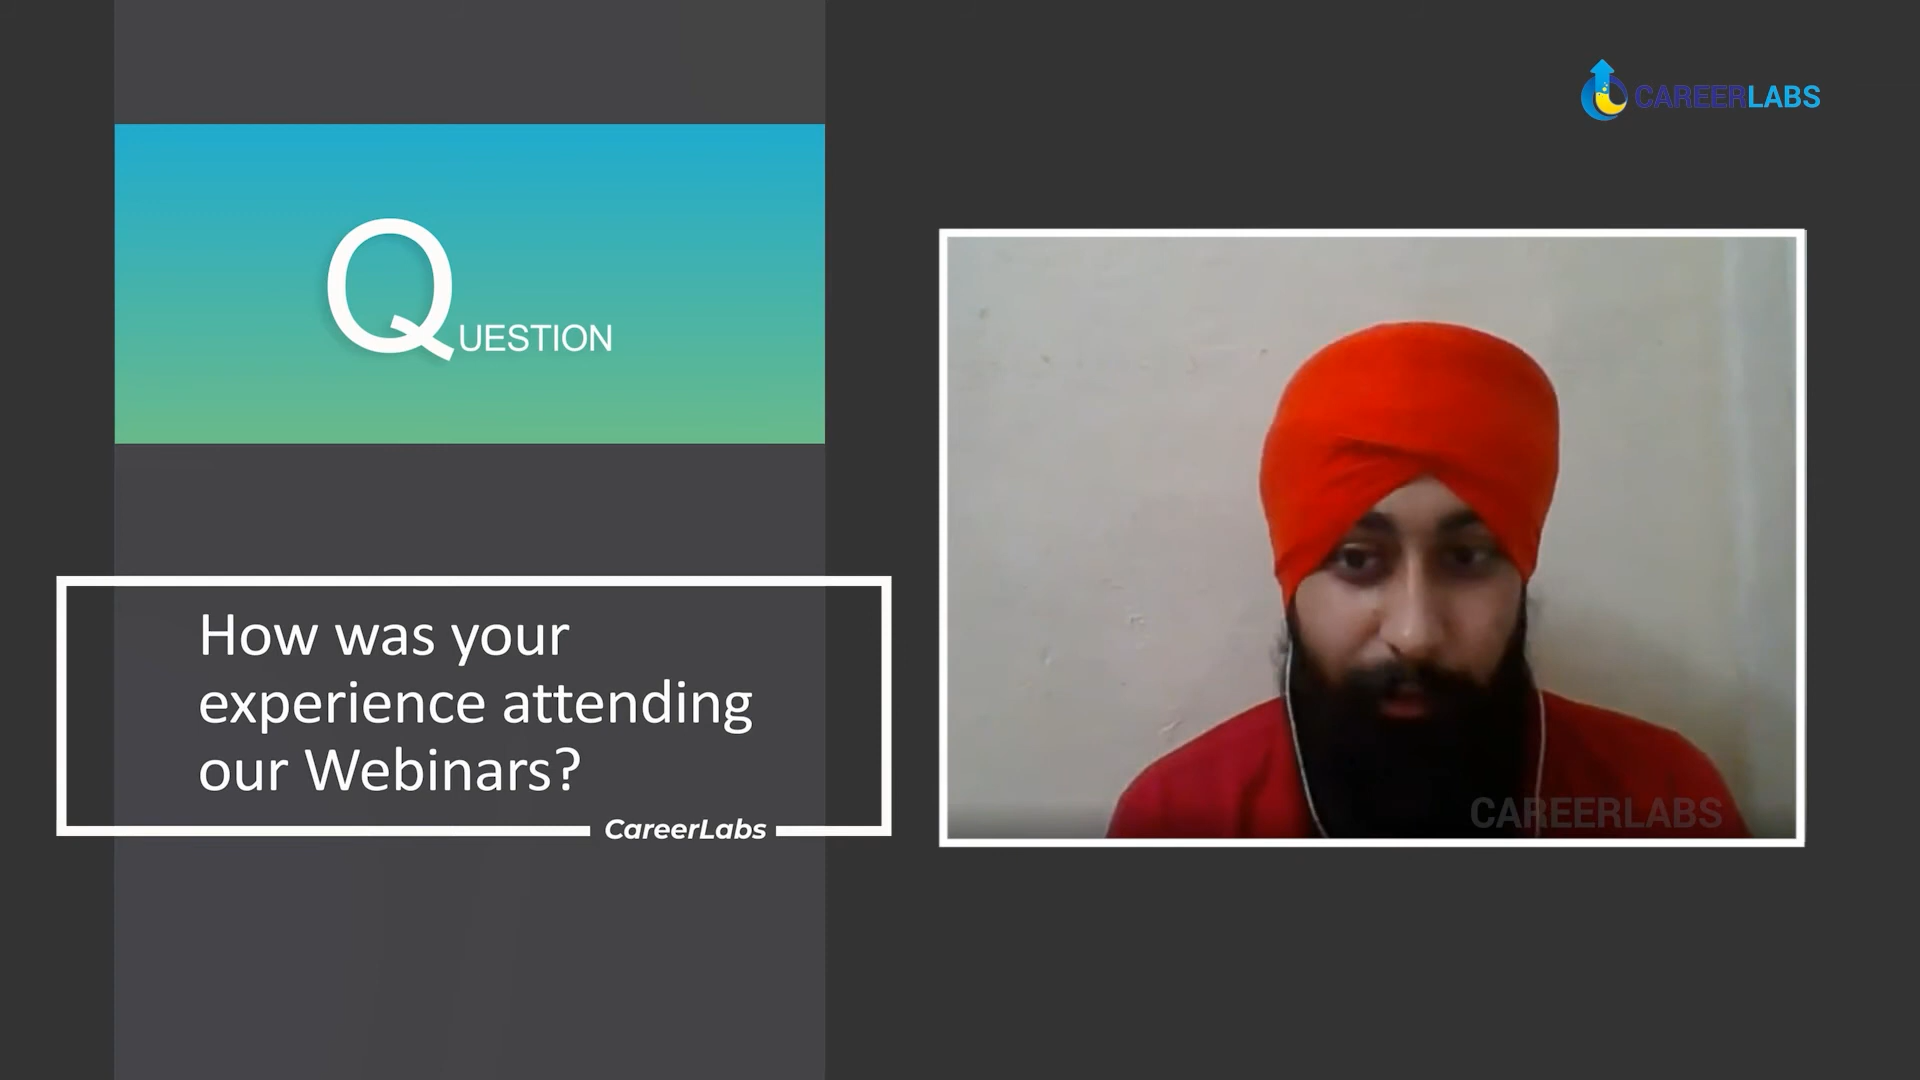 CAREERLABS
QUESTION
How was your
experience attending
our Webinars?
CareerLabs
CAREERLABS